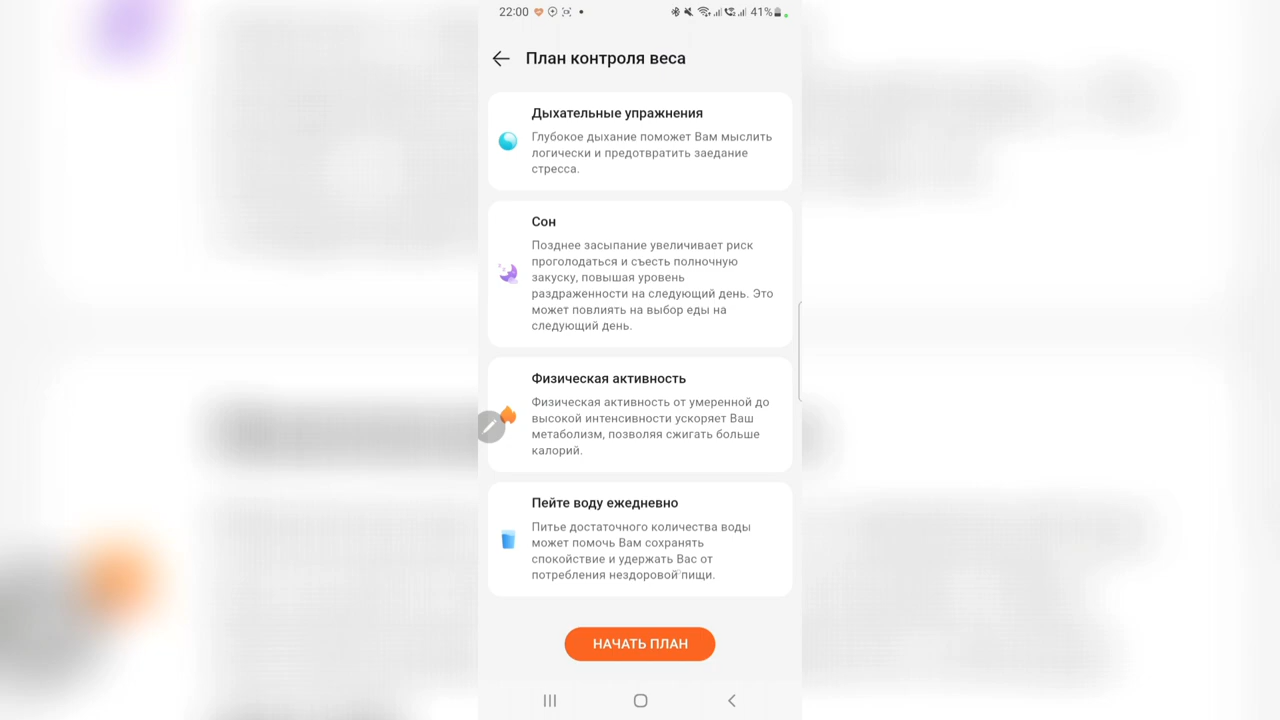 22:00
41%
План контроля веса
Дыхательные упражнения
Глубокое дыхание поможет Вам мыслить
логически и предотвратить заедание
стресса.
Сон
Позднее засыпание увеличивает риск
проголодаться и съесть полночную
закуску, повышая уровень
раздраженности на следующий день. Это
может повлиять на выбор еды на
следующий день.
Физическая активность
Физическая активность от умеренной до
высокой интенсивности ускоряет Ваш
метаболизм, позволяя сжигать больше
калорий.
Пейте воду ежедневно
Питье достаточного количества воды
может помочь Вам сохранять
спокойствие и удержать Вас от
потребления нездоровой пищи.
НАЧАТЬ ПЛАН